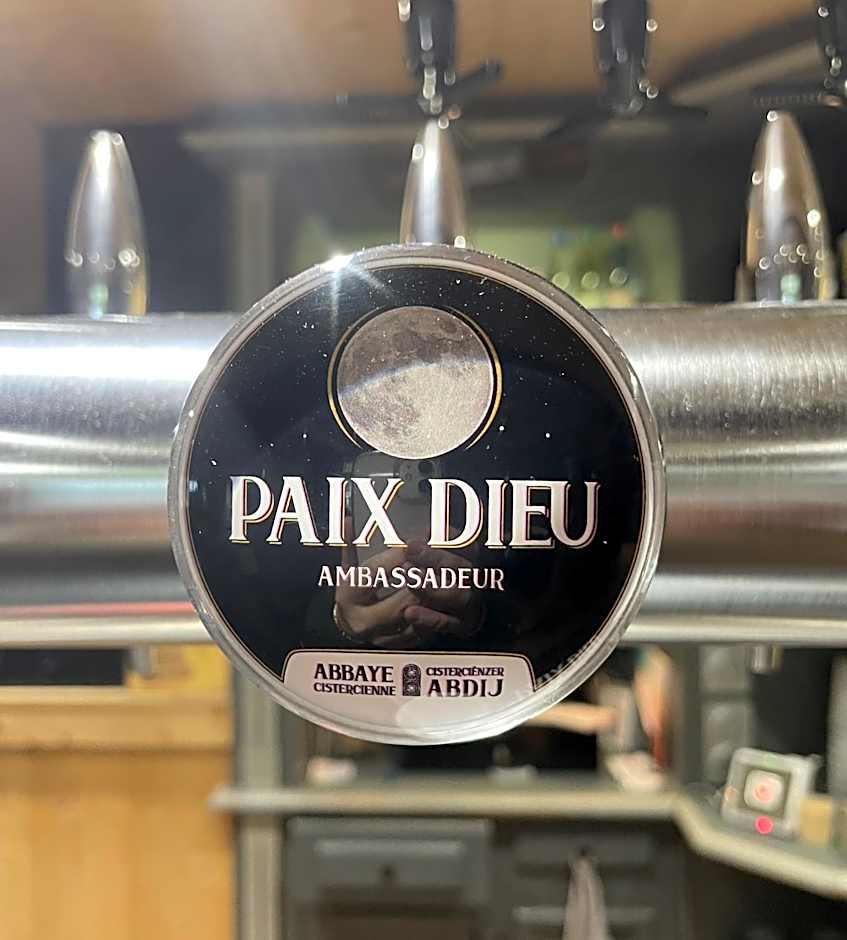 PAIX DIEU
AMBASSADEUR
ABBAYE
CISTERCIENNE
CISTERCIËNZER
ABDIJ